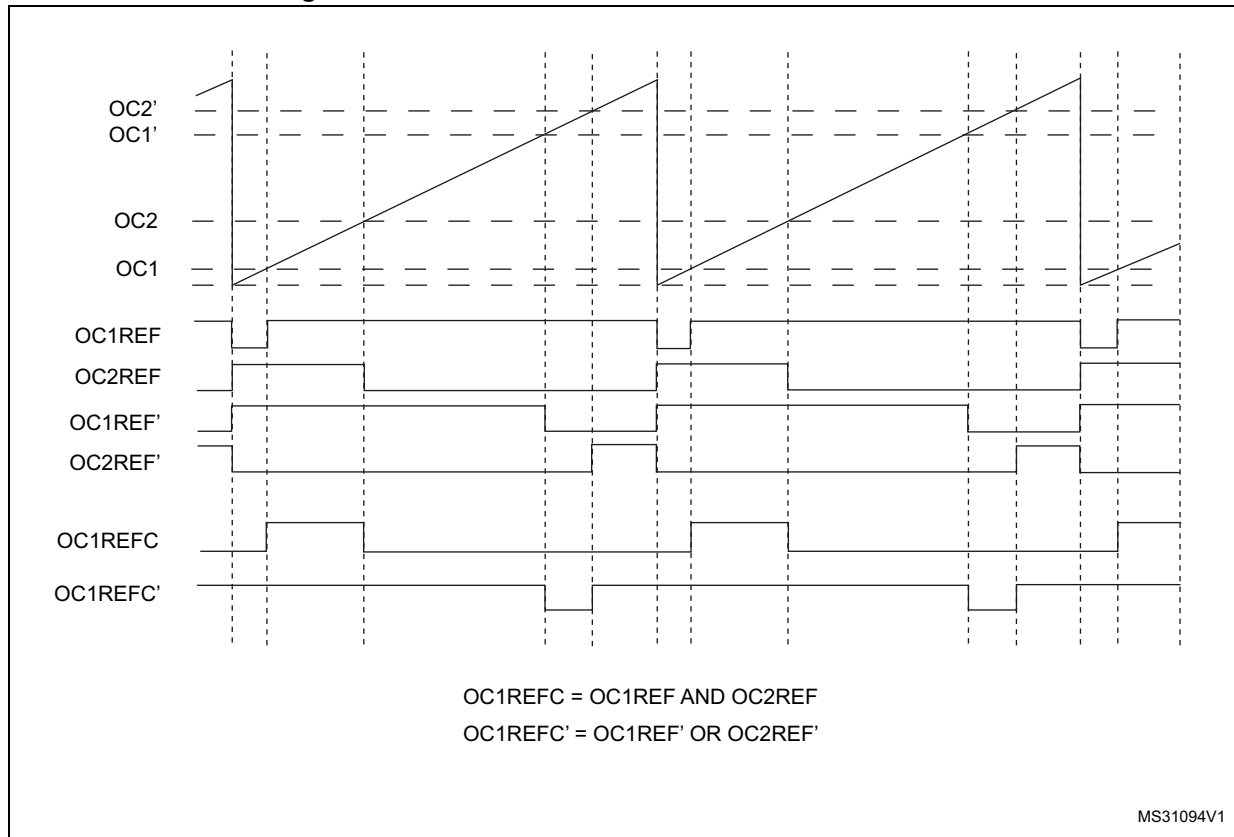 OC2’
OC1’
OC2
OC1
OC1REF
OC2REF
OC1REF’
OC2REF’
OC1REFC
OC1REFC’
OC1REFC = OC1REF AND OC2REF
OC1REFC’ = OC1REF’ OR OC2REF’
MS31094V1